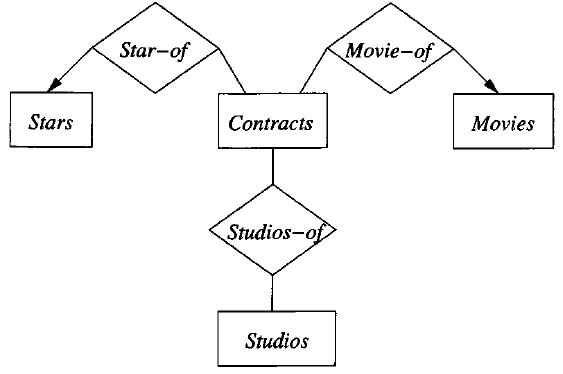 Star-of
Movie-of
Stars
Contracts
Movies
Studios-of
Studios